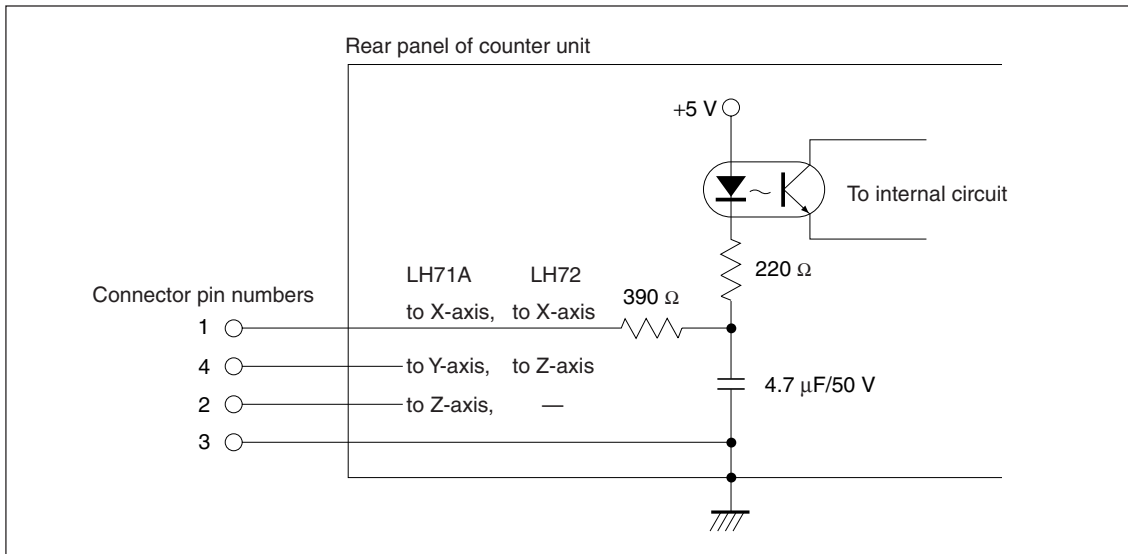 Rear panel of counter unit
+5 V
To internal circuit
220 Ω
LH71A LH72
390 Ω
Connector pin numbers
to X-axis, to X-axis
1
4 to Y-axis, to Z-axis
4.7 μF/50 V
2 to Z-axis, —
3